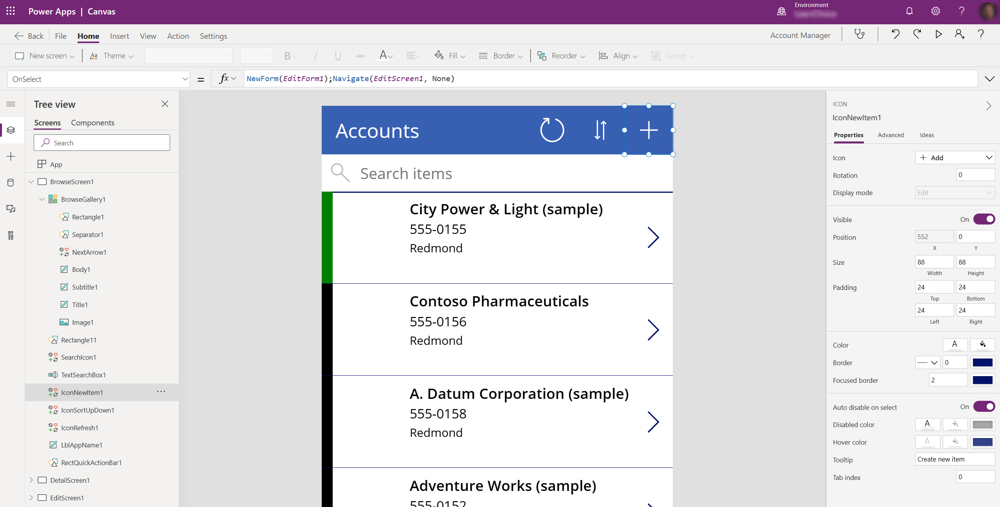 Power Apps | Canvas
Environment
Back File Home Insert View Action Settings
Account Manager
New screen Theme B / U abc A Fill Border Reorder Align Group
OnSelect = fx NewForm(EditForm1);Navigate(EditScreen1, None)
Tree view
Screens Components
Search
App
BrowseScreen1
BrowseGallery1
Rectangle1
Separator1
NextArrow1
Body1
Subtitle1
Title1
Image1
Rectangle11
SearchIcon1
TextSearchBox1
IconNewItem1
IconSortUpDown1
IconRefresh1
LblAppName1
RectQuickActionBar1
DetailScreen1
EditScreen1
Accounts
Search items
City Power & Light (sample)
555-0155
Redmond
Contoso Pharmaceuticals
555-0156
Redmond
A. Datum Corporation (sample)
555-0158
Redmond
Adventure Works (sample)
555-0152
ICON
IconNewItem1
Properties Advanced Ideas
Icon Add
Rotation 0
Display mode Edit
Visible On
Position 552 0
X Y
Size 88 88
Width Height
Padding 24 24
Top Bottom
24 24
Left Right
Color A
Border 0
Focused border 2
Auto disable on select On
Disabled color A
Hover color A
Tooltip Create new item
Tab index 0